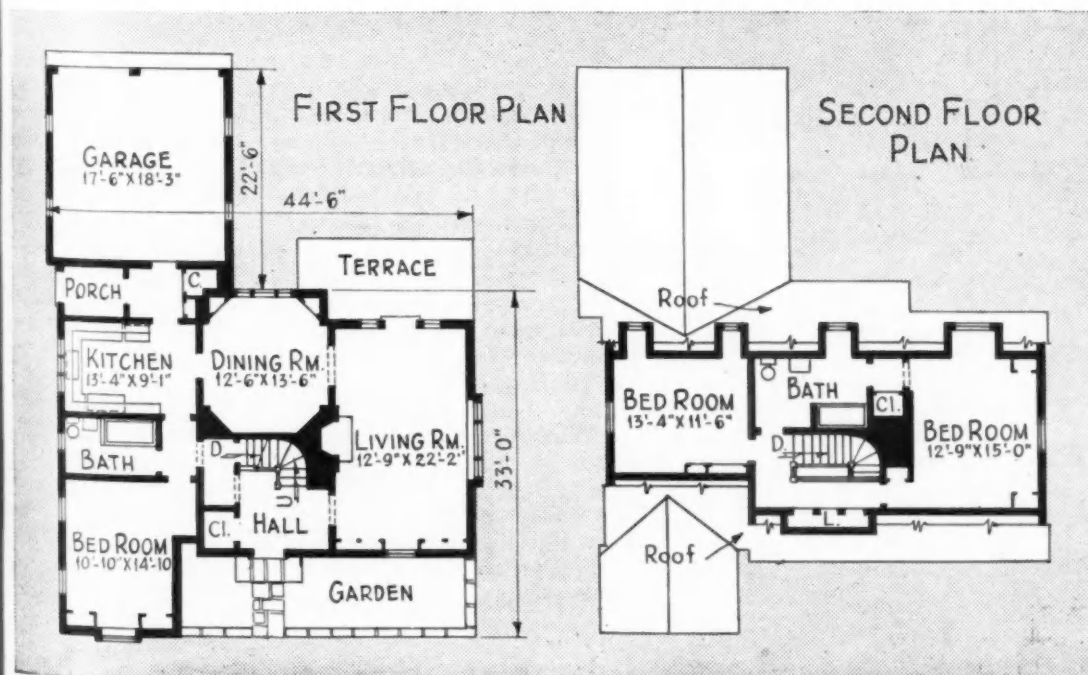 FIRST FLOOR PLAN
GARAGE
17'-6"X18'-3"
22'-6"
44'-6"
TERRACE
PORCH
C.
KITCHEN
13'-4"X9'-1"
DINING RM.
12'-6"X13'-6"
BATH
D
U
LIVING RM.
12'-9"X22'-2"
33'-0"
Cl.
HALL
BED ROOM
10'-10"X14'-10
GARDEN
SECOND FLOOR
PLAN.
Roof
BED ROOM
13'-4"X11'-6"
BATH
Cl.
D
BED ROOM
12'-9"X15'-0"
L.
Roof